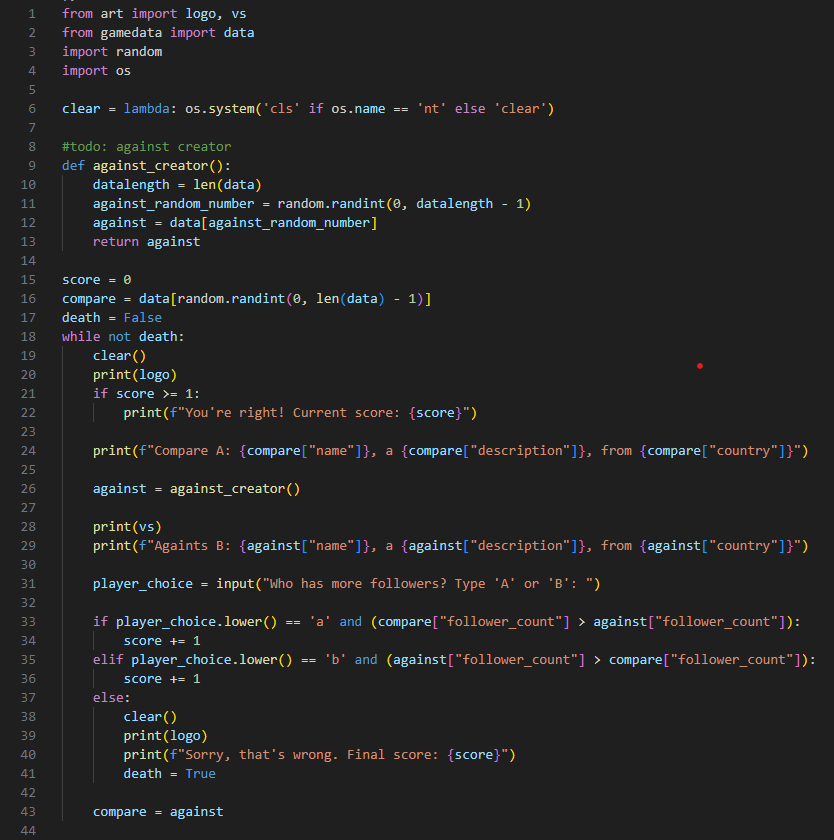 1 from art import logo, vs
2 from gamedata import data
3 import random
4 import os
5
6 clear = lambda: os.system('cls' if os.name == 'nt' else 'clear')
7
8 #todo: against creator
9 def against_creator():
10     datalength = len(data)
11     against_random_number = random.randint(0, datalength - 1)
12     against = data[against_random_number]
13     return against
14
15 score = 0
16 compare = data[random.randint(0, len(data) - 1)]
17 death = False
18 while not death:
19     clear()
20     print(logo)
21     if score >= 1:
22         print(f"You're right! Current score: {score}")
23
24     print(f"Compare A: {compare["name"]}, a {compare["description"]}, from {compare["country"]}")
25
26     against = against_creator()
27
28     print(vs)
29     print(f"Againts B: {against["name"]}, a {against["description"]}, from {against["country"]}")
30
31     player_choice = input("Who has more followers? Type 'A' or 'B': ")
32
33     if player_choice.lower() == 'a' and (compare["follower_count"] > against["follower_count"]):
34         score += 1
35     elif player_choice.lower() == 'b' and (against["follower_count"] > compare["follower_count"]):
36         score += 1
37     else:
38         clear()
39         print(logo)
40         print(f"Sorry, that's wrong. Final score: {score}")
41         death = True
42
43     compare = against
44